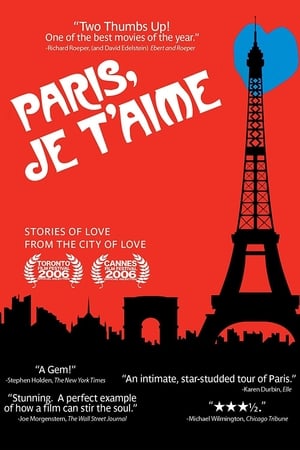 "Two Thumbs Up!
One of the best movies of the year."
-Richard Roeper, (and David Edelstein) Ebert and Roeper
PARIS,
JE T'AIME
STORIES OF LOVE
FROM THE CITY OF LOVE
TORONTO
FILM FESTIVAL
2006
CANNES
FILM FESTIVAL
2006
"A Gem!"
-Stephen Holden, The New York Times
"Stunning. A perfect example
of how a film can stir the soul."
-Joe Morgenstern, The Wall Street Journal
"An intimate, star-studded tour of Paris."
-Karen Durbin, Elle
"★★★½."
-Michael Wilmington, Chicago Tribune